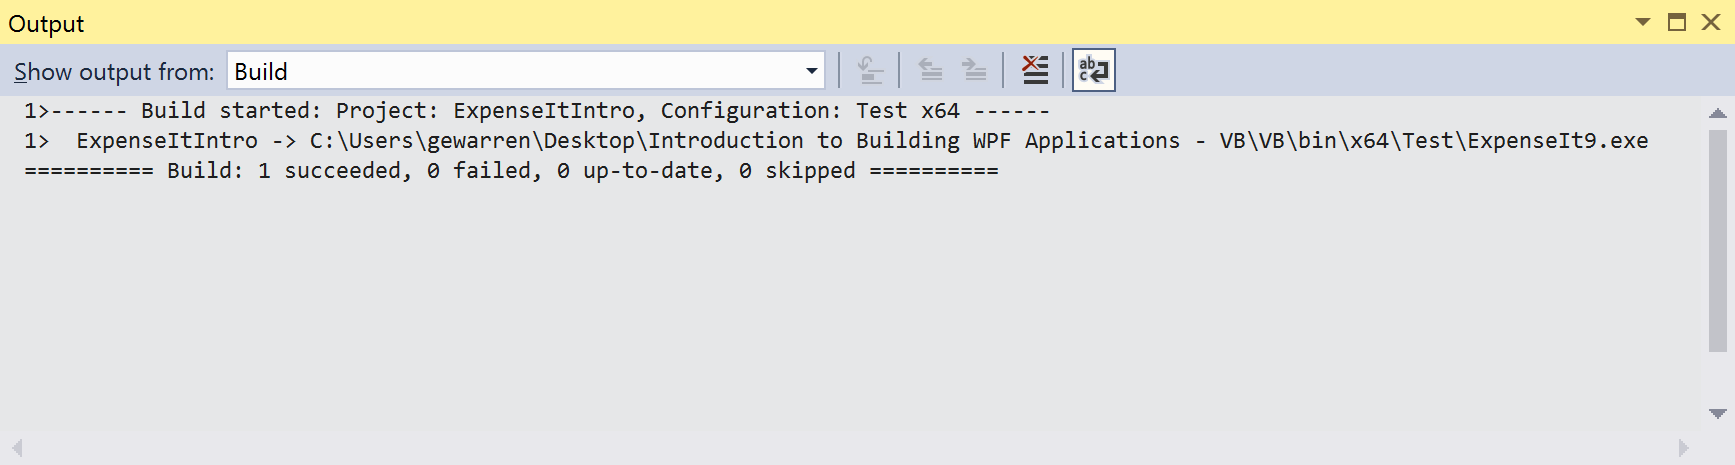 Output
Show output from: Build
ab
c
1>------ Build started: Project: ExpenseItIntro, Configuration: Test x64 ------
1>  ExpenseItIntro -> C:\Users\gewarren\Desktop\Introduction to Building WPF Applications - VB\VB\bin\x64\Test\ExpenseIt9.exe
========== Build: 1 succeeded, 0 failed, 0 up-to-date, 0 skipped ==========